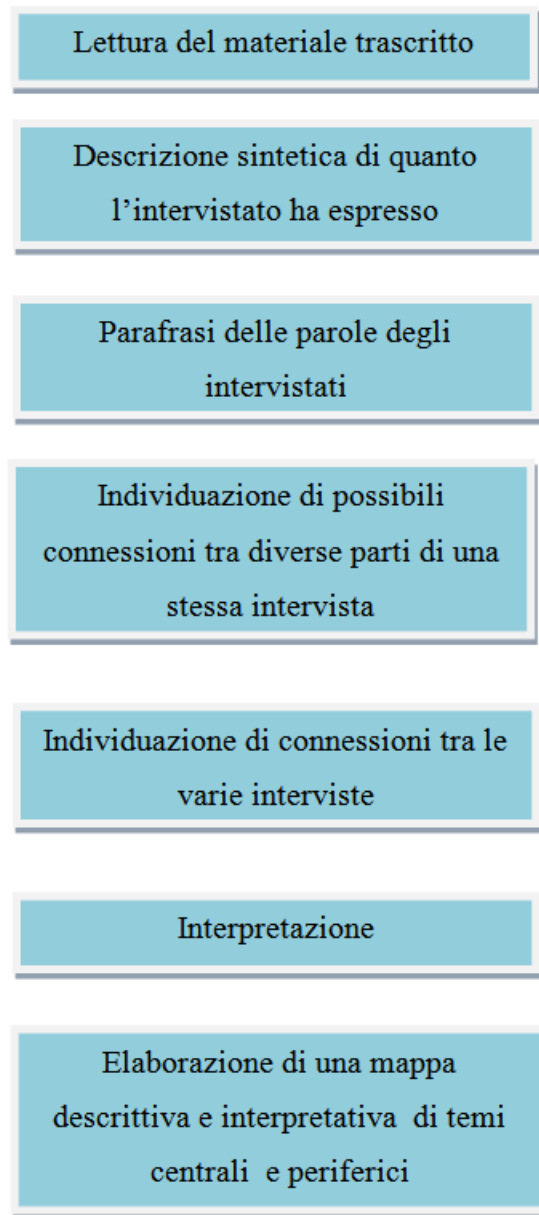 Lettura del materiale trascritto
Descrizione sintetica di quanto
l’intervistato ha espresso
Parafrasi delle parole degli
intervistati
Individuazione di possibili
connessioni tra diverse parti di una
stessa intervista
Individuazione di connessioni tra le
varie interviste
Interpretazione
Elaborazione di una mappa
descrittiva e interpretativa  di temi
centrali  e periferici